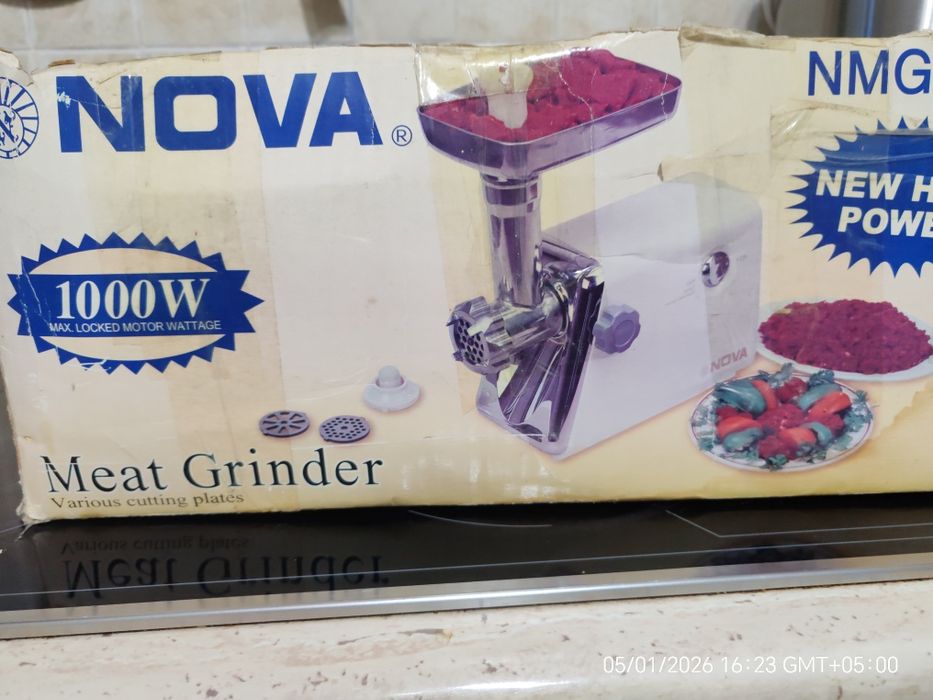 NOVA®
NMG
NEW H
POWE
1000W
MAX. LOCKED MOTOR WATTAGE
NOVA
Meat Grinder
Various cutting plates
05/01/2026 16:23 GMT+05:00